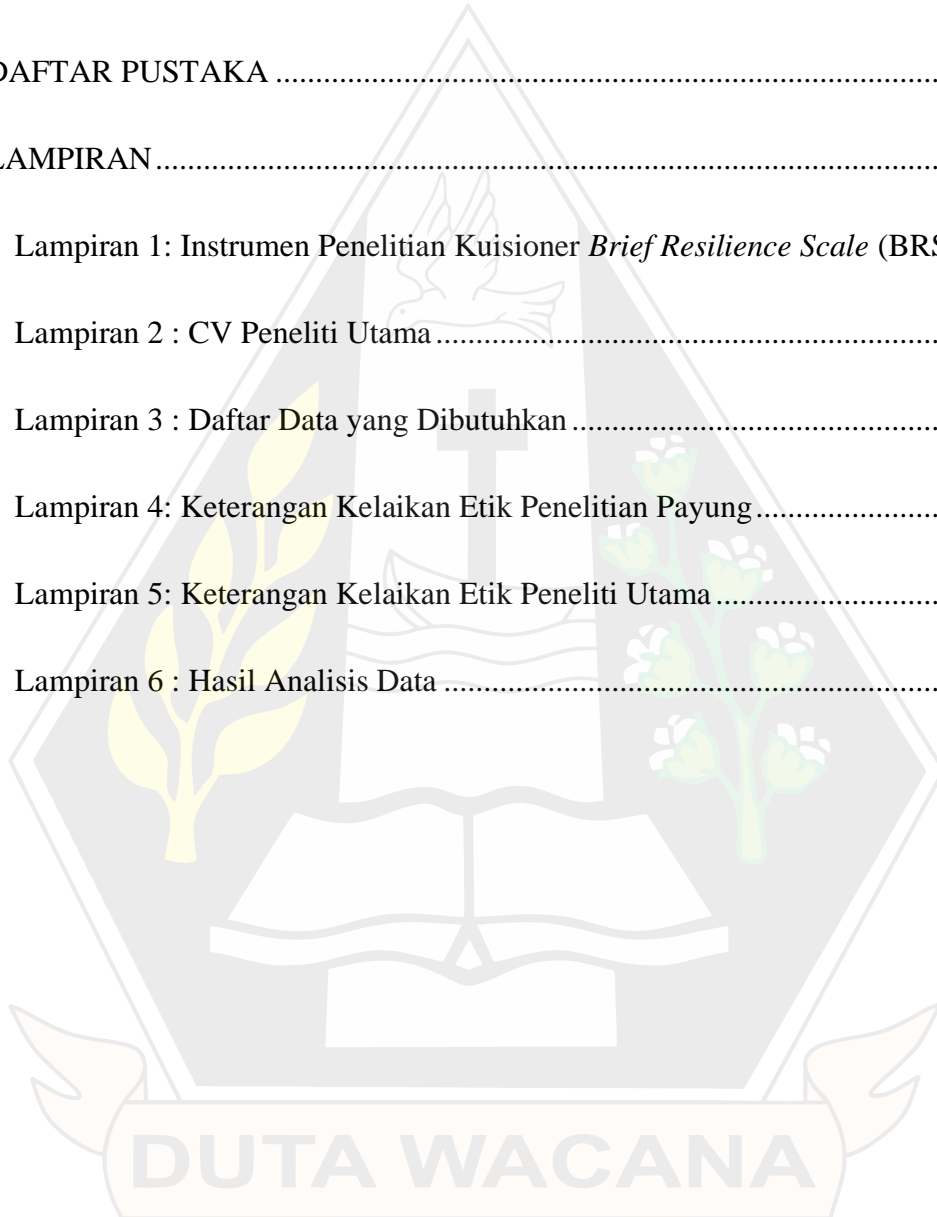 DAFTAR PUSTAKA ....................................................................................
LAMPIRAN ....................................................................................................
Lampiran 1: Instrumen Penelitian Kuisioner Brief Resilience Scale (BRS
Lampiran 2 : CV Peneliti Utama ...............................................................
Lampiran 3 : Daftar Data yang Dibutuhkan ..............................................
Lampiran 4: Keterangan Kelaikan Etik Penelitian Payung .......................
Lampiran 5: Keterangan Kelaikan Etik Peneliti Utama ............................
Lampiran 6 : Hasil Analisis Data ..............................................................
DUTA WACANA